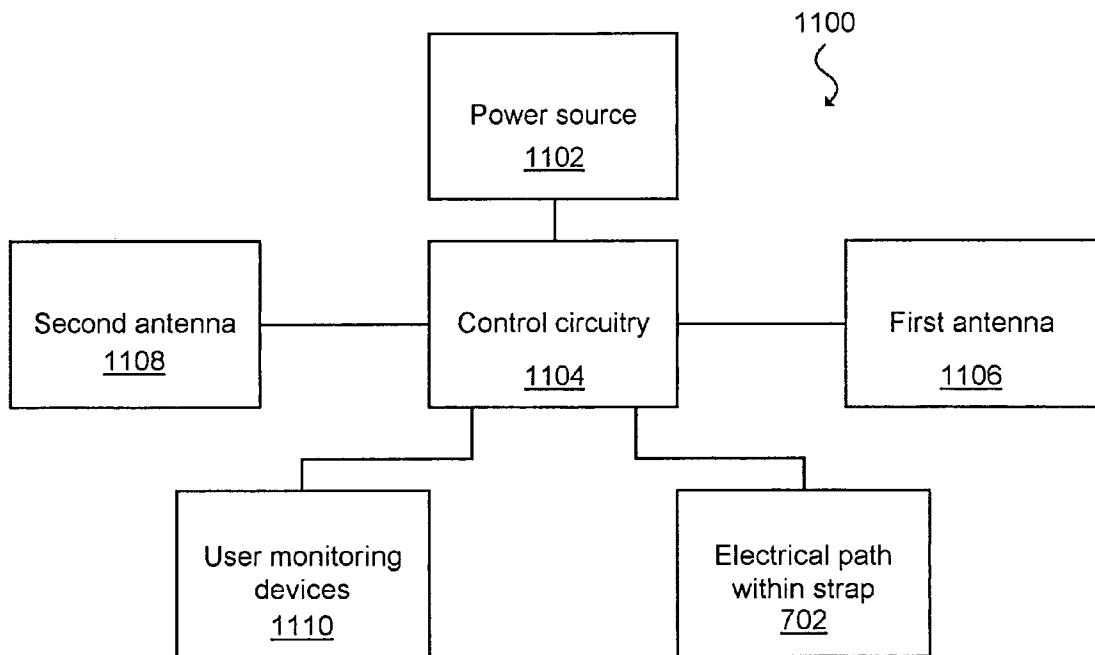 1100
Power source
1102
Second antenna
1108
Control circuitry
1104
First antenna
1106
User monitoring
devices
1110
Electrical path
within strap
702